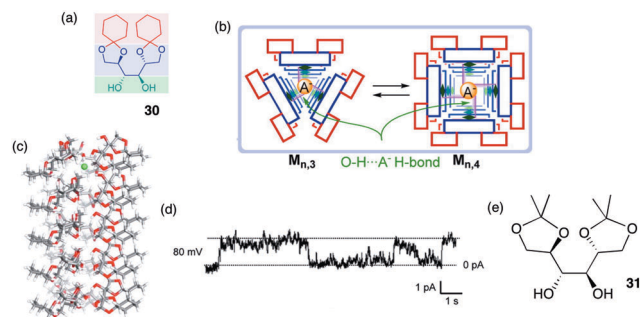 (a)
O O O O
HO OH
30
(b)
A⁻ A⁻
Mn,3 Mn,4
O-H···A⁻ H-bond
(c)
(d)
80 mV
0 pA
1 pA
1 s
(e)
O O O O
HO OH
31